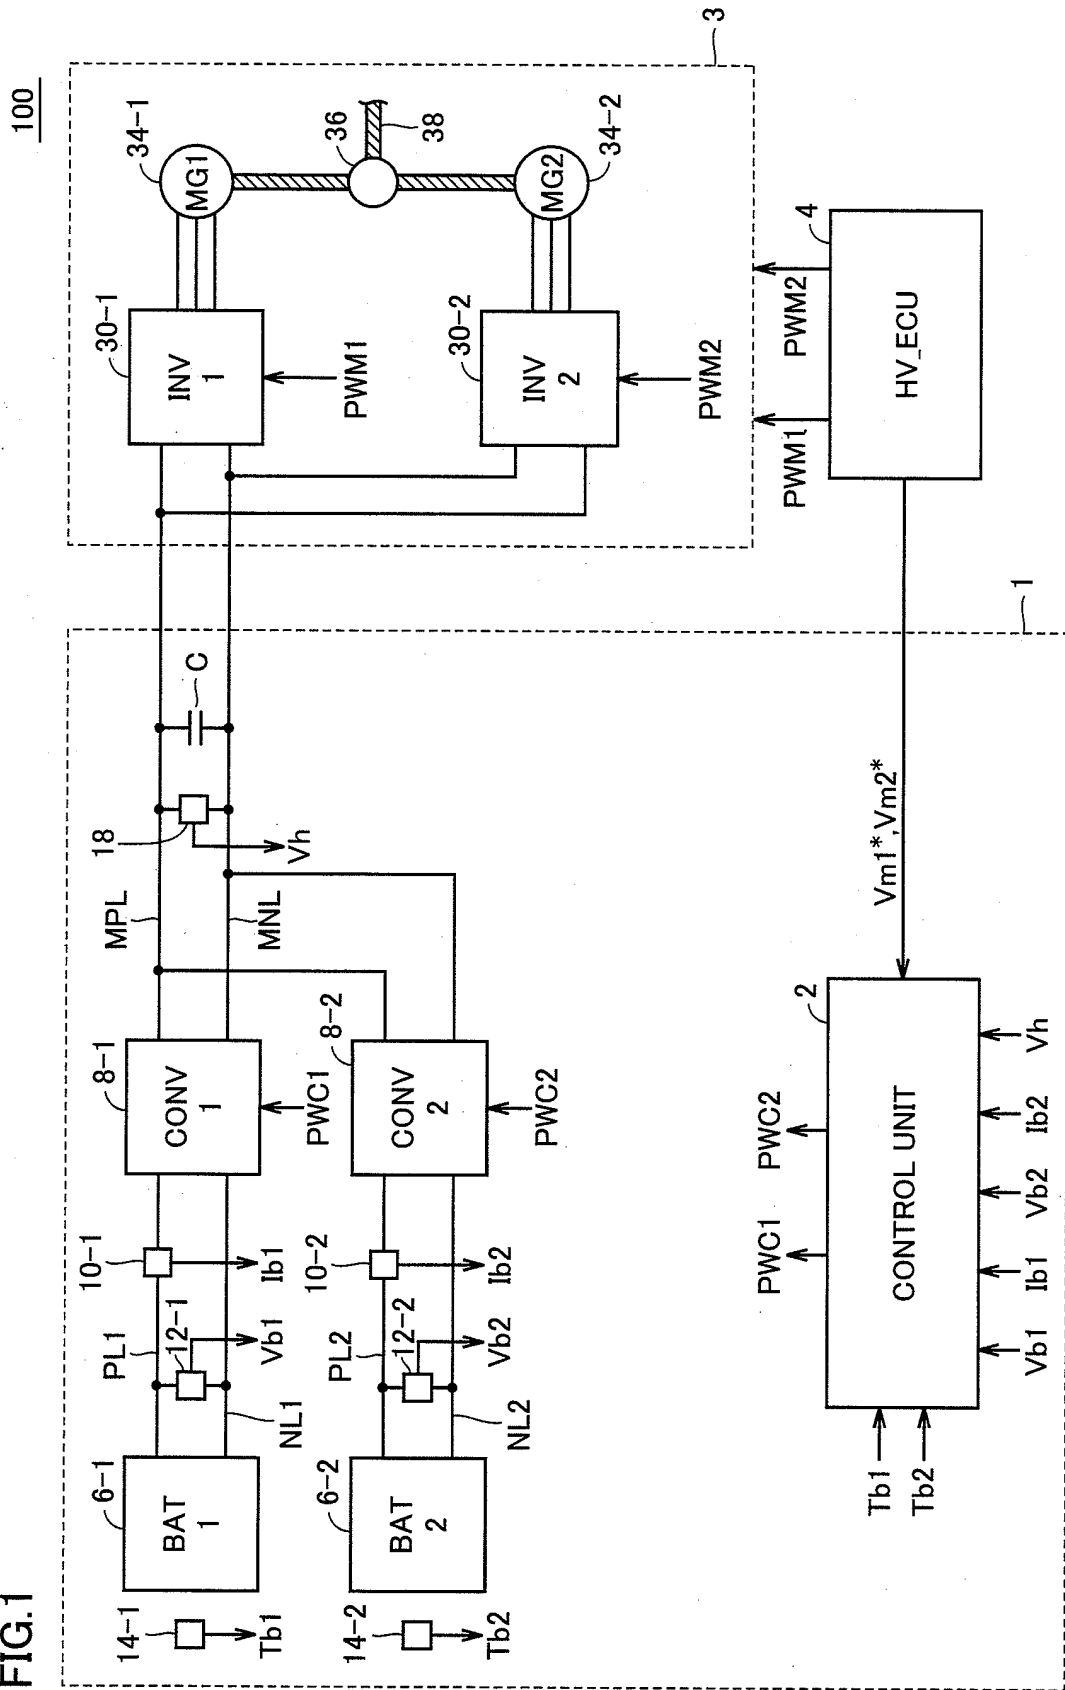 FIG.1
100
3
34-1
MG1
36
38
MG2
34-2
30-1
INV
1
PWM1
30-2
INV
2
PWM2
4
HV_ECU
PWM1
PWM2
1
C
18
Vh
MPL
MNL
Vm1*,Vm2*
8-1
CONV
1
PWC1
8-2
CONV
2
PWC2
10-1
Ib1
10-2
Ib2
PL1
12-1
Vb1
NL1
PL2
12-2
Vb2
NL2
6-1
BAT
1
6-2
BAT
2
14-1
Tb1
14-2
Tb2
2
CONTROL UNIT
PWC1
PWC2
Tb1
Tb2
Vb1
Ib1
Vb2
Ib2
Vh